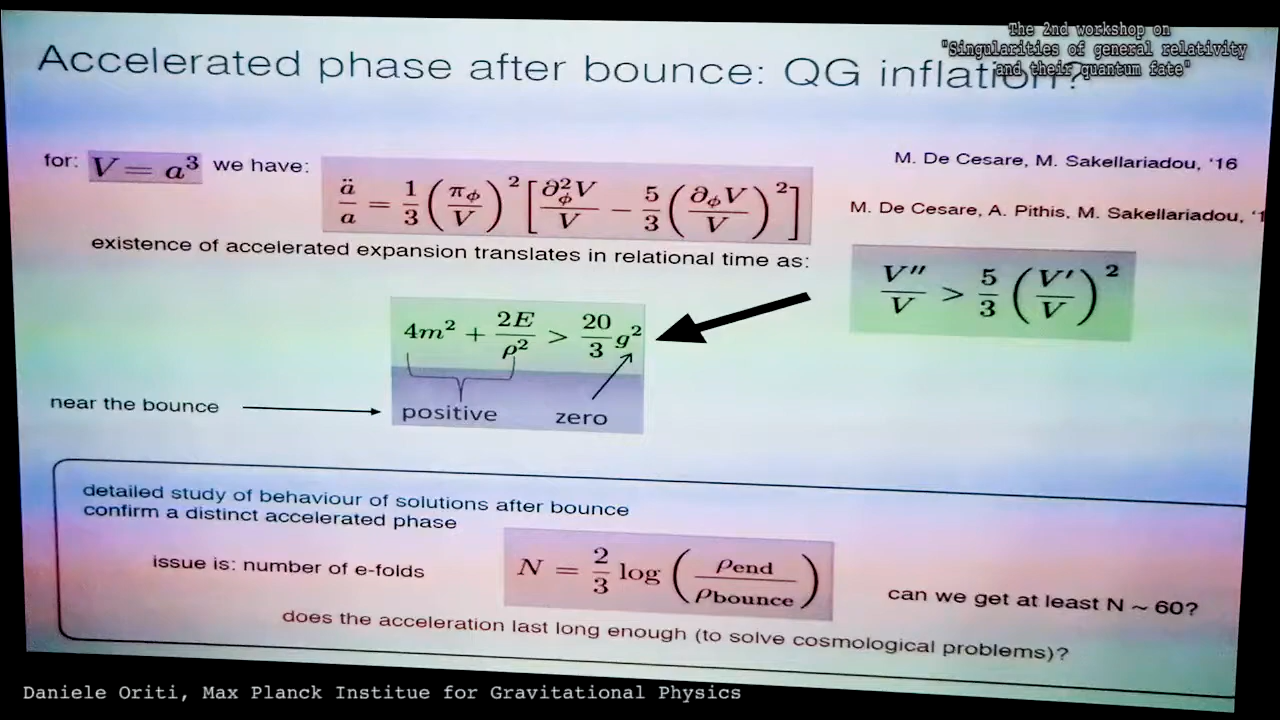 The 2nd workshop on
"Singularities of general relativity
and their quantum fate"
Accelerated phase after bounce: QG inflation?
for: V = a³ we have:
ä/a = 1/3 (π_ϕ/V)² [∂²_ϕ V/V − 5/3 (∂_ϕ V/V)²]
M. De Cesare, M. Sakellariadou, '16
M. De Cesare, A. Pithis, M. Sakellariadou, '1
existence of accelerated expansion translates in relational time as:
V''/V > 5/3 (V'/V)²
4m² + 2E/ρ² > 20/3 g²
near the bounce
positive zero
detailed study of behaviour of solutions after bounce
confirm a distinct accelerated phase
issue is: number of e-folds
N = 2/3 log (ρend/ρbounce)
can we get at least N ~ 60?
does the acceleration last long enough (to solve cosmological problems)?
Daniele Oriti, Max Planck Institue for Gravitational Physics